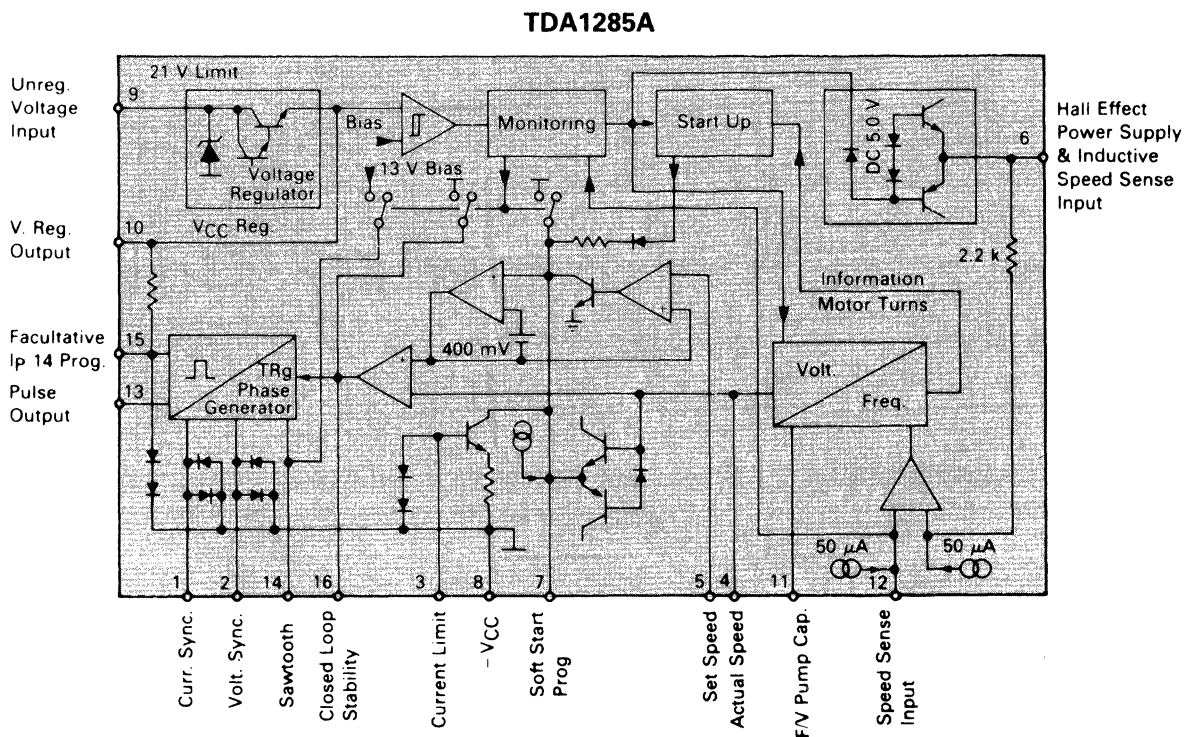 TDA1285A
Unreg.
Voltage
Input
9
21 V Limit
Voltage
Regulator
Bias
13 V Bias
Monitoring
Start Up
DC 5.0 V
6
Hall Effect
Power Supply
& Inductive
Speed Sense
Input
V. Reg.
Output
10
VCC Reg
2.2 k
Information
Motor Turns
Facultative
Ip 14 Prog.
15
Pulse
Output
13
TRg
Phase
Generator
400 mV
Volt.
Freq.
50 μA
50 μA
1
2
14
16
3
8
7
5
4
11
12
Curr. Sync.
Volt. Sync.
Sawtooth
Closed Loop
Stability
Current Limit
– VCC
Soft Start
Prog
Set Speed
Actual Speed
F/V Pump Cap.
Speed Sense
Input